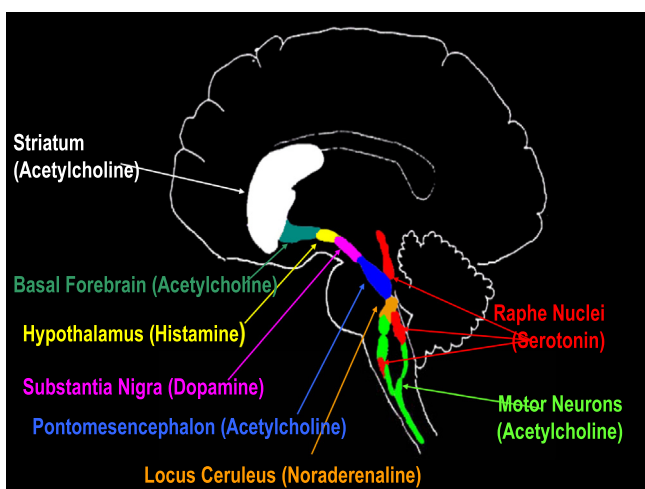 Striatum
(Acetylcholine)
Basal Forebrain (Acetylcholine)
Hypothalamus (Histamine)
Raphe Nuclei
(Serotonin)
Substantia Nigra (Dopamine)
Motor Neurons
(Acetylcholine)
Pontomesencephalon (Acetylcholine)
Locus Ceruleus (Noraderenaline)